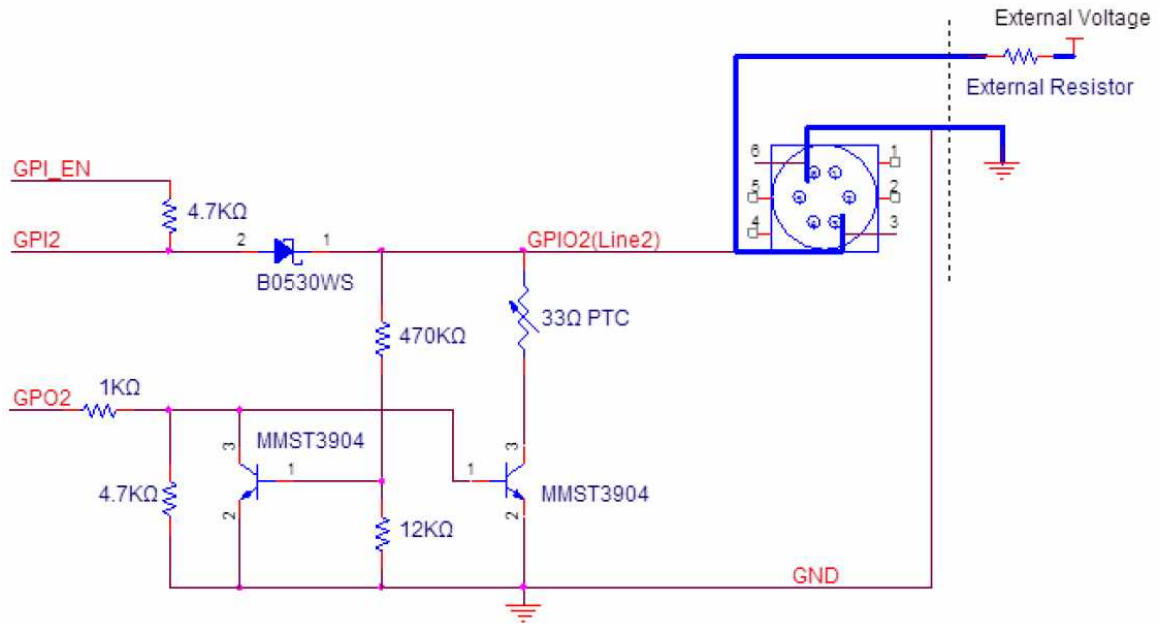 External Voltage
External Resistor
6
1
5
2
4
3
GPI_EN
4.7KΩ
GPI2
2
1
GPIO2(Line2)
B0530WS
33Ω PTC
470KΩ
1KΩ
GPO2
3
MMST3904
1
2
4.7KΩ
3
1
MMST3904
2
12KΩ
GND